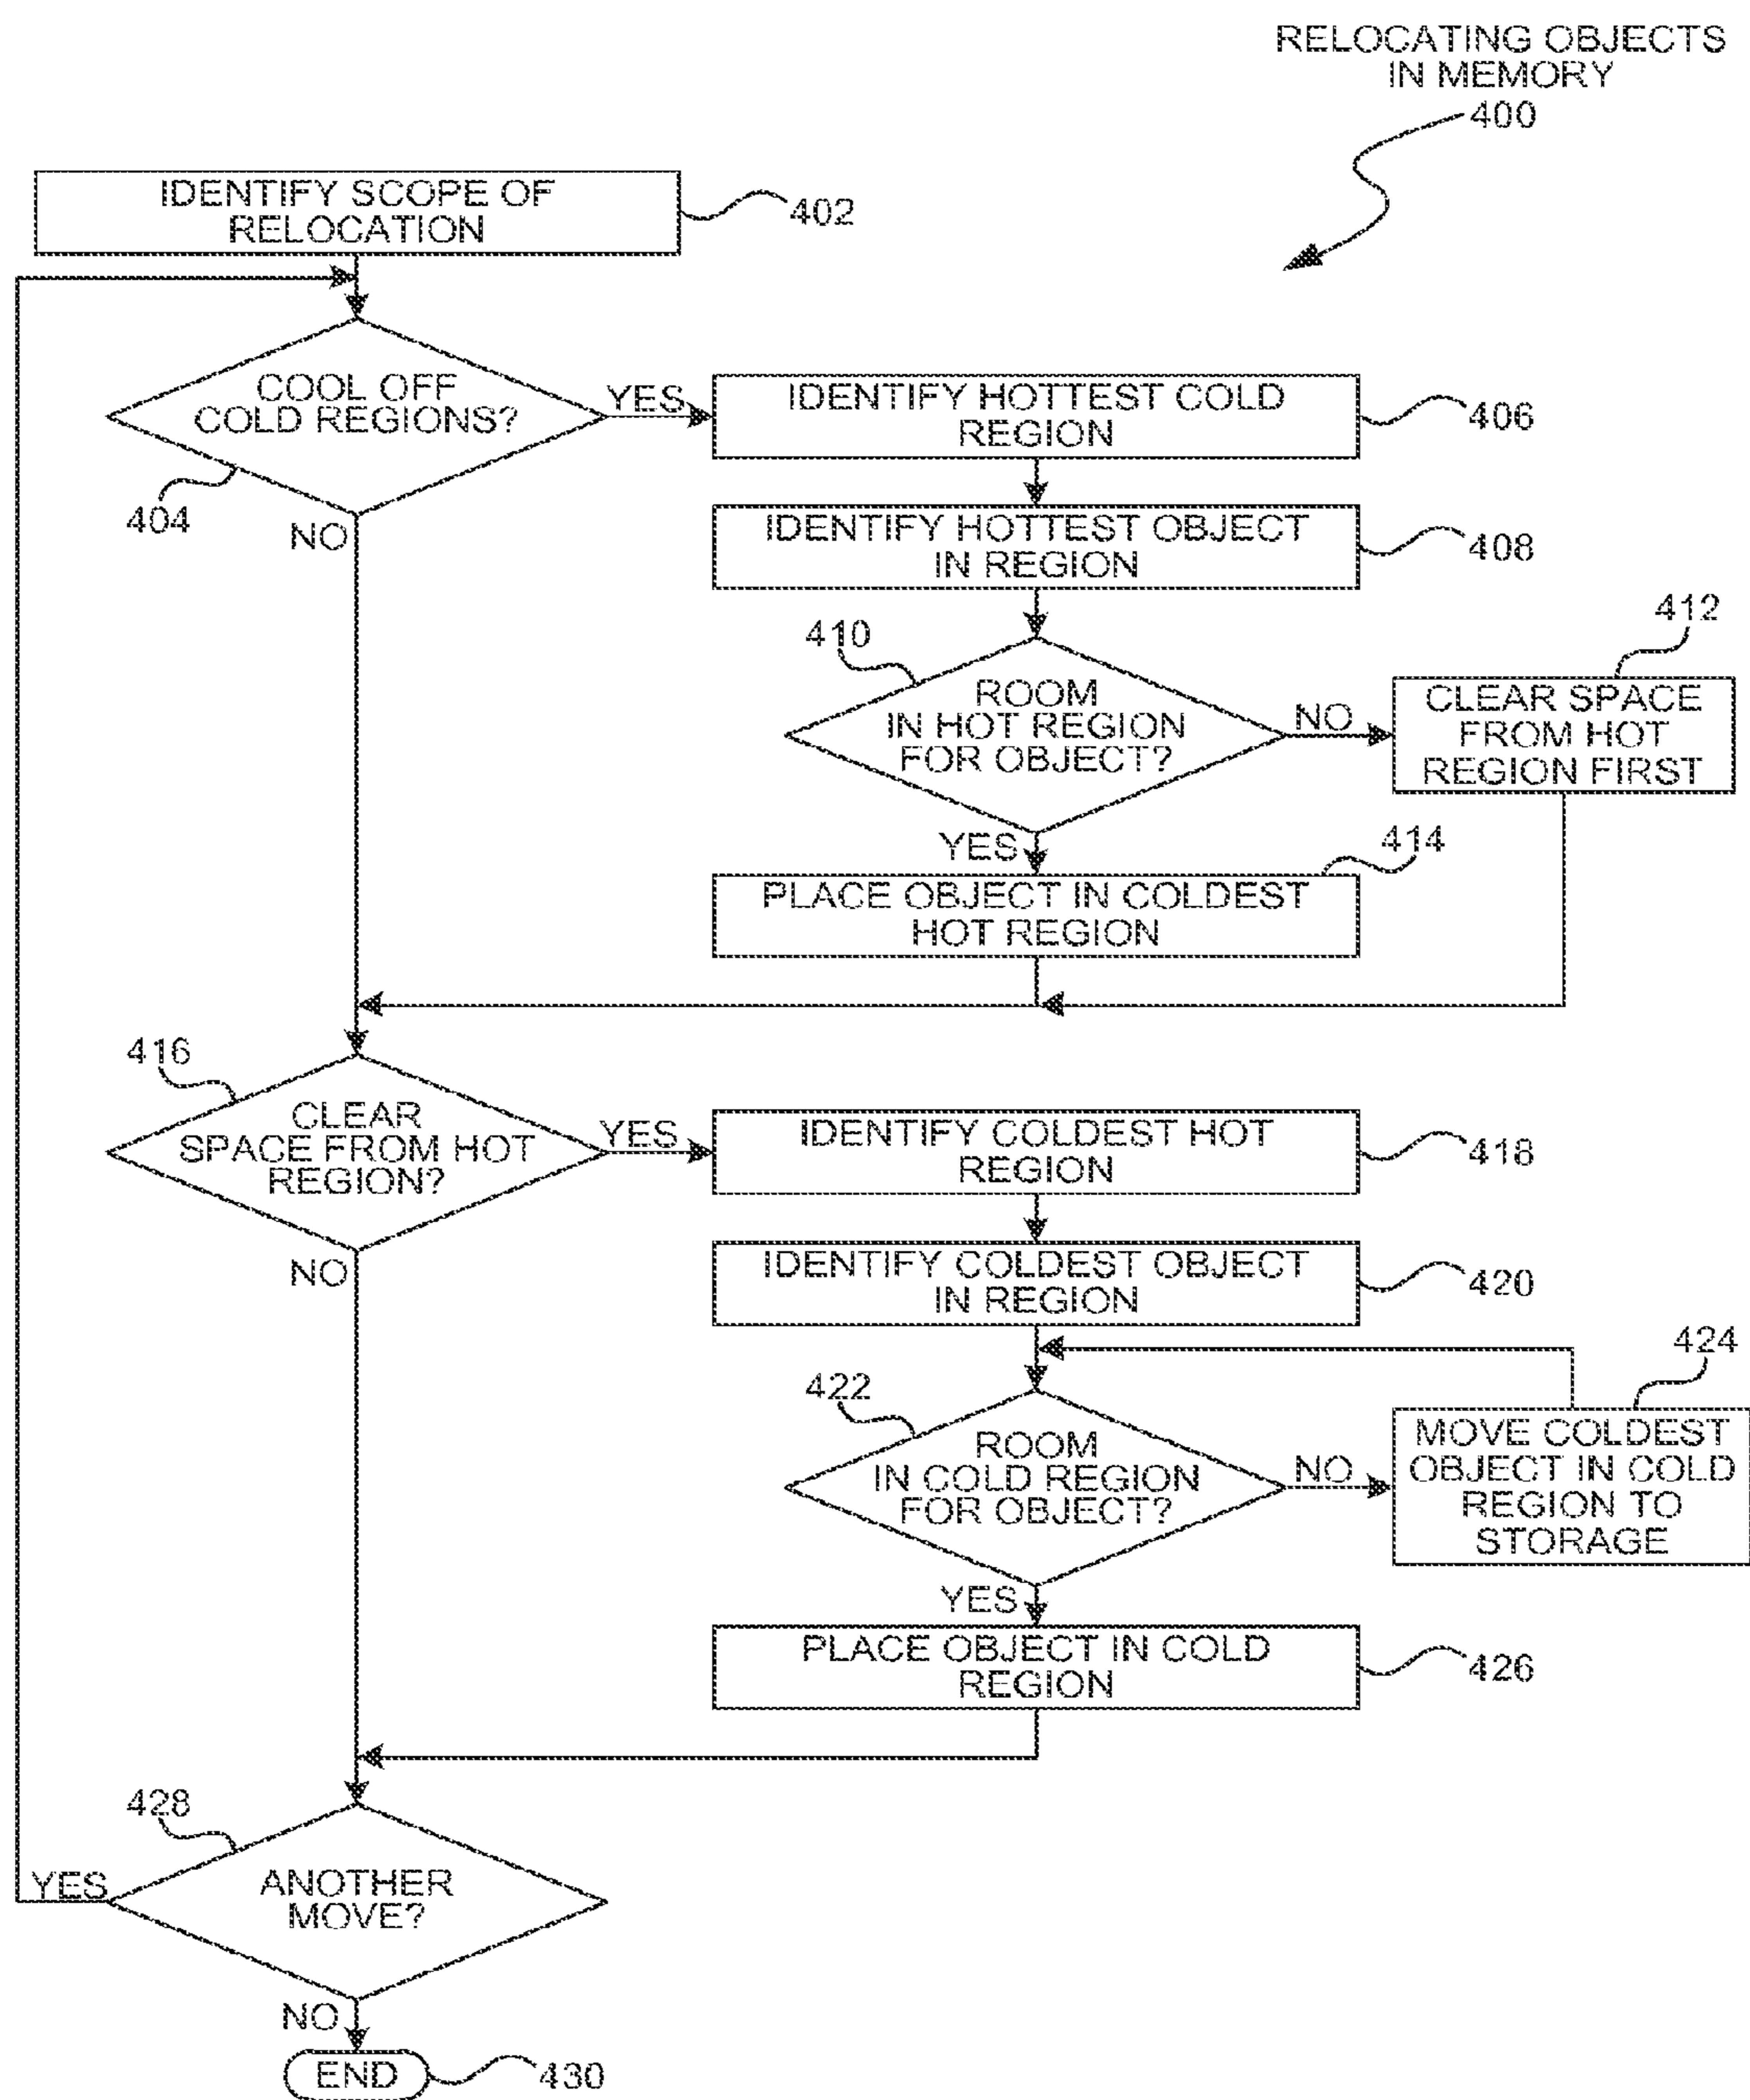 RELOCATING OBJECTS
IN MEMORY
400
IDENTIFY SCOPE OF
RELOCATION
402
COOL OFF
COLD REGIONS?
404
YES
NO
IDENTIFY HOTTEST COLD
REGION
406
IDENTIFY HOTTEST OBJECT
IN REGION
408
410
ROOM
IN HOT REGION
FOR OBJECT?
NO
412
CLEAR SPACE
FROM HOT
REGION FIRST
YES
414
PLACE OBJECT IN COLDEST
HOT REGION
416
CLEAR
SPACE FROM HOT
REGION?
YES
NO
IDENTIFY COLDEST HOT
REGION
418
IDENTIFY COLDEST OBJECT
IN REGION
420
422
ROOM
IN COLD REGION
FOR OBJECT?
NO
424
MOVE COLDEST
OBJECT IN COLD
REGION TO
STORAGE
YES
PLACE OBJECT IN COLD
REGION
426
428
ANOTHER
MOVE?
YES
NO
END
430